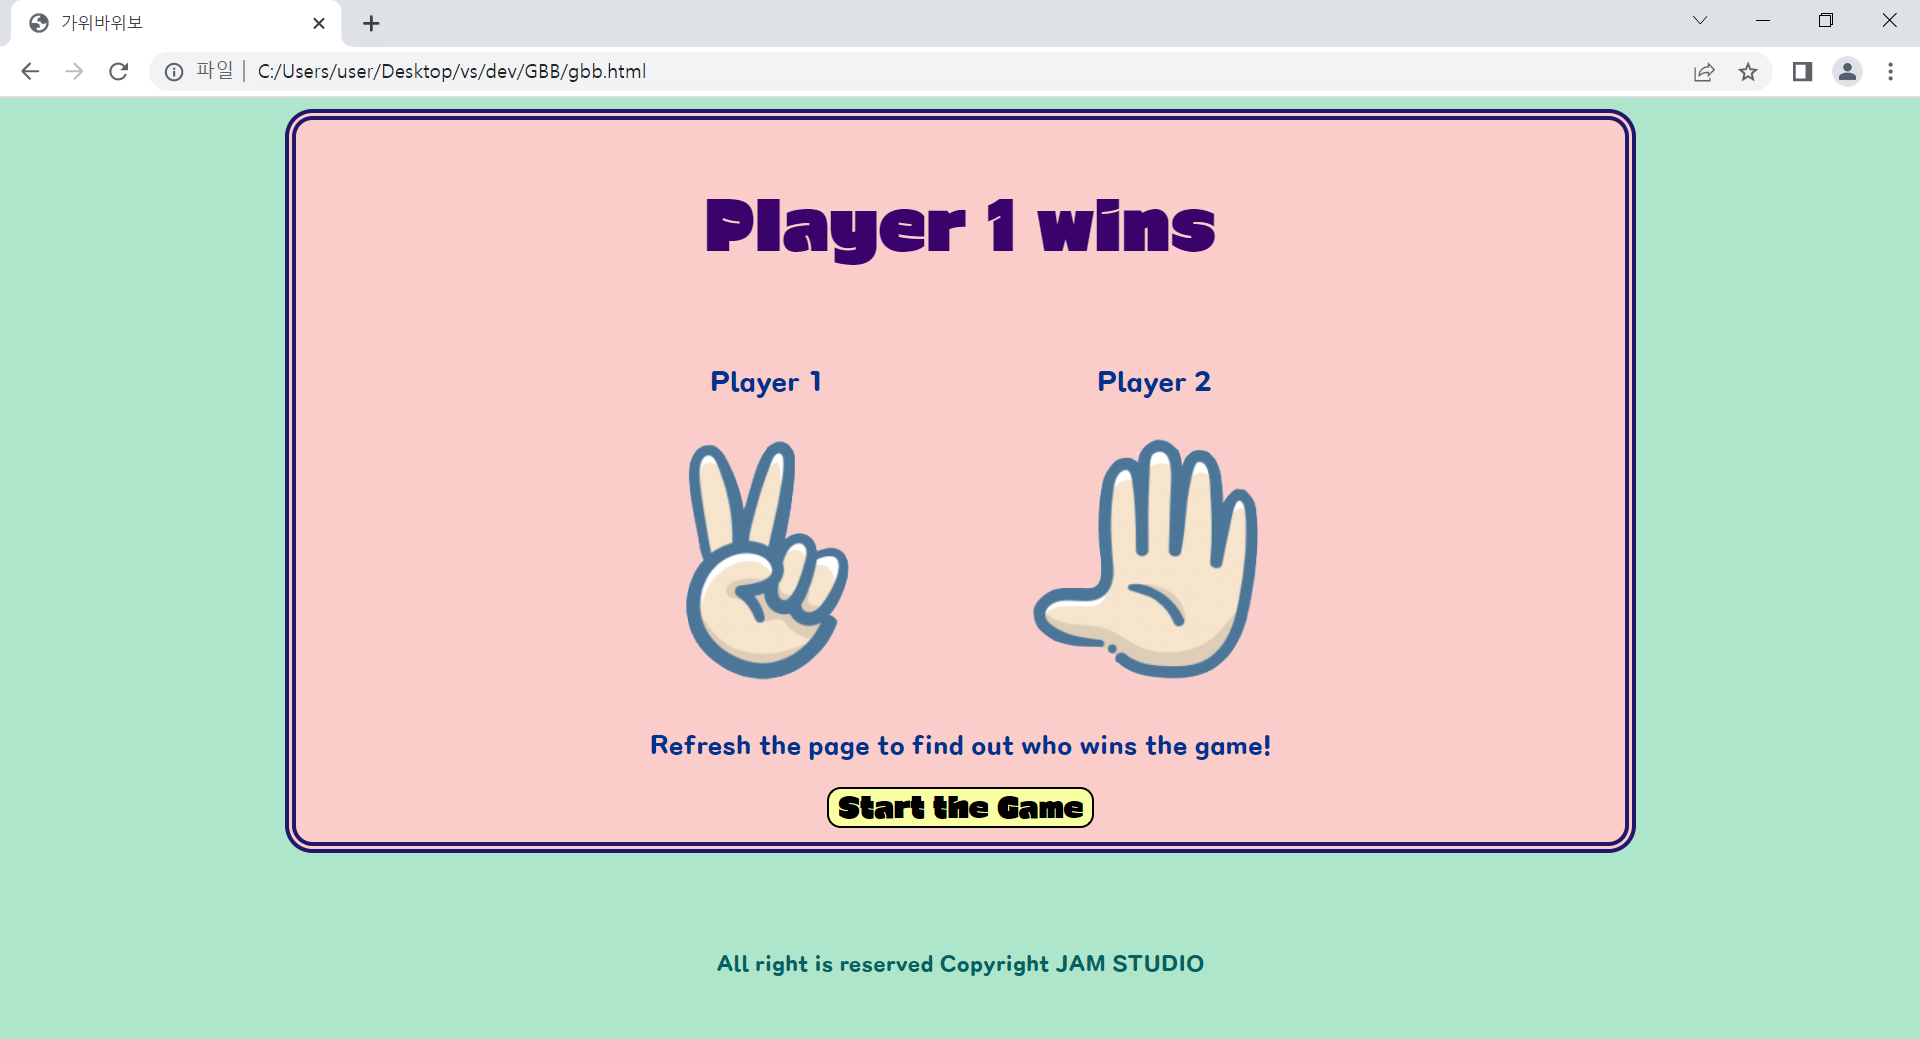 가위바위보
파일 C:/Users/user/Desktop/vs/dev/GBB/gbb.html
Player 1 wins
Player 1
Player 2
Refresh the page to find out who wins the game!
Start the Game
All right is reserved Copyright JAM STUDIO